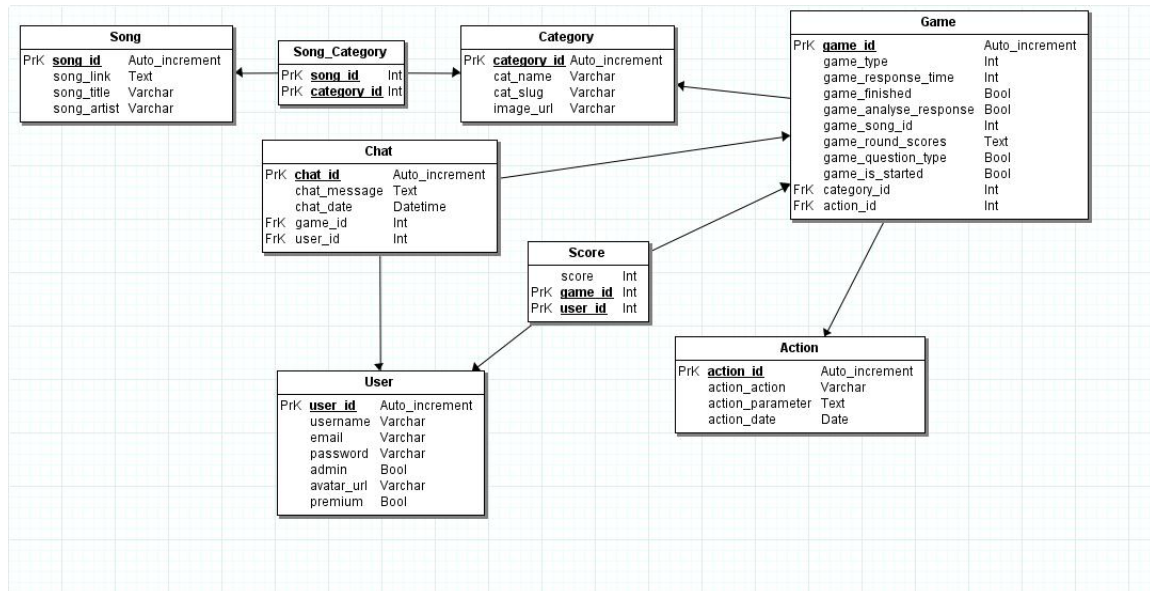 Song
PrK song_id Auto_increment
song_link Text
song_title Varchar
song_artist Varchar
Song_Category
PrK song_id Int
PrK category_id Int
Category
PrK category_id Auto_increment
cat_name Varchar
cat_slug Varchar
image_url Varchar
Game
PrK game_id Auto_increment
game_type Int
game_response_time Int
game_finished Bool
game_analyse_response Bool
game_song_id Int
game_round_scores Text
game_question_type Bool
game_is_started Bool
FrK category_id Int
FrK action_id Int
Chat
PrK chat_id Auto_increment
chat_message Text
chat_date Datetime
FrK game_id Int
FrK user_id Int
Score
score Int
PrK game_id Int
PrK user_id Int
Action
PrK action_id Auto_increment
action_action Varchar
action_parameter Text
action_date Date
User
PrK user_id Auto_increment
username Varchar
email Varchar
password Varchar
admin Bool
avatar_url Varchar
premium Bool